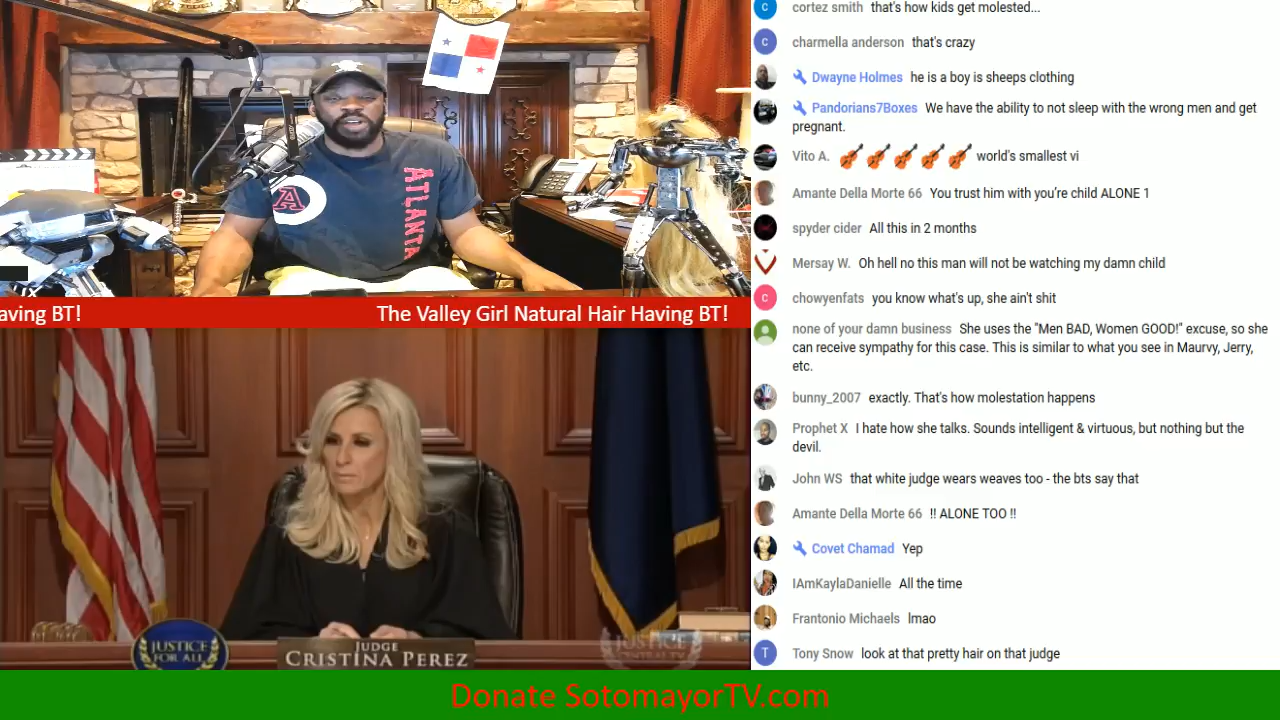 ATLANTA
A
aving BT!
The Valley Girl Natural Hair Having BT!
JUSTICE
FOR ALL
JUDGE
CRISTINA PEREZ
JUSTICE
CENTRAL.TV
C
cortez smith that's how kids get molested...
C
charmella anderson that's crazy
Dwayne Holmes he is a boy is sheeps clothing
Pandorians7Boxes We have the ability to not sleep with the wrong men and get
pregnant.
Vito A. 🎻🎻🎻🎻🎻 world's smallest vi
Amante Della Morte 66 You trust him with you’re child ALONE 1
spyder cider All this in 2 months
Mersay W. Oh hell no this man will not be watching my damn child
C
chowyenfats you know what's up, she ain't shit
none of your damn business She uses the "Men BAD, Women GOOD!" excuse, so she
can receive sympathy for this case. This is similar to what you see in Maurvy, Jerry,
etc.
bunny_2007 exactly. That's how molestation happens
Prophet X I hate how she talks. Sounds intelligent & virtuous, but nothing but the
devil.
John WS that white judge wears weaves too - the bts say that
Amante Della Morte 66 !! ALONE TOO !!
Covet Chamad Yep
IAmKaylaDanielle All the time
Frantonio Michaels lmao
T
Tony Snow look at that pretty hair on that judge
Donate SotomayorTV.com